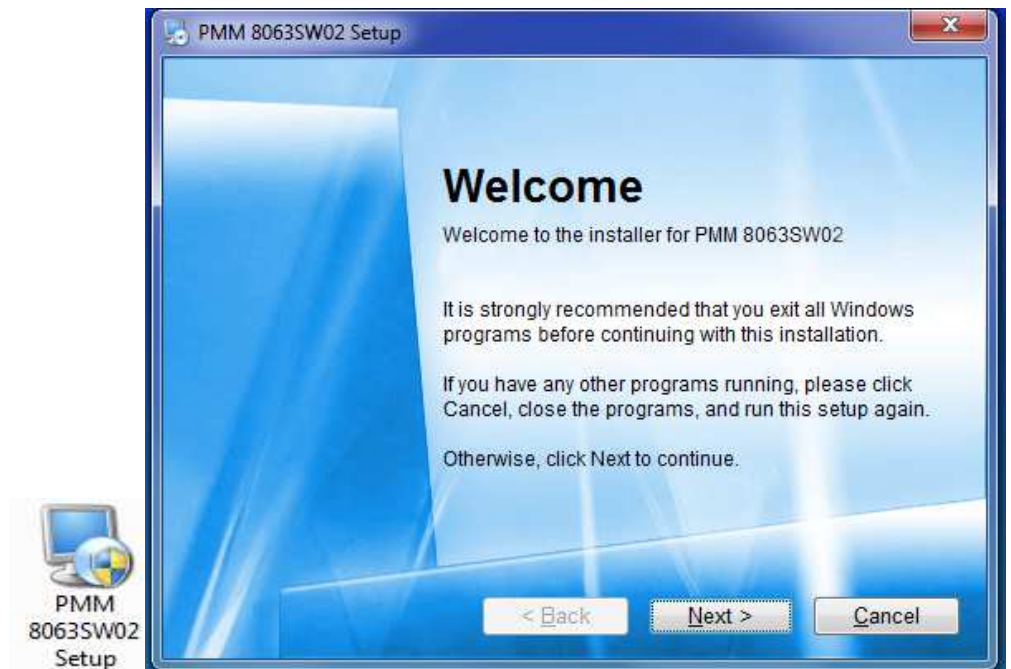 PMM 8063SW02 Setup
Welcome
Welcome to the installer for PMM 8063SW02
It is strongly recommended that you exit all Windows
programs before continuing with this installation.
If you have any other programs running, please click
Cancel, close the programs, and run this setup again.
Otherwise, click Next to continue.
< Back Next > Cancel
PMM
8063SW02
Setup